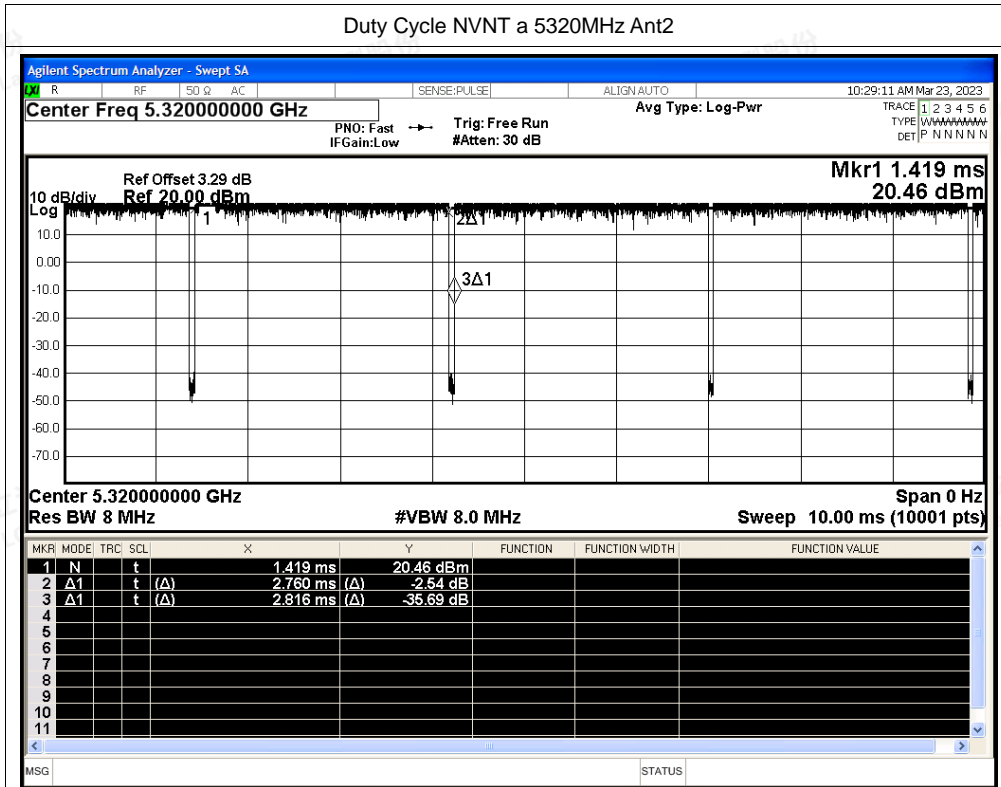 Duty Cycle NVNT a 5320MHz Ant2
Agilent Spectrum Analyzer - Swept SA
LXI R RF 50 Ω AC SENSE:PULSE ALIGN AUTO 10:29:11 AM Mar 23, 2023
Center Freq 5.320000000 GHz
PNO: Fast
IFGain:Low
Trig: Free Run
#Atten: 30 dB
Avg Type: Log-Pwr
TRACE 1 2 3 4 5 6
TYPE
DET P N N N N N
Mkr1 1.419 ms
20.46 dBm
Ref Offset 3.29 dB
10 dB/div Ref 20.00 dBm
Log
1
2Δ1
10.0
0.00
3Δ1
-10.0
-20.0
-30.0
-40.0
-50.0
-60.0
-70.0
Center 5.320000000 GHz Span 0 Hz
Res BW 8 MHz #VBW 8.0 MHz Sweep 10.00 ms (10001 pts)
MKR MODE TRC SCL X Y FUNCTION FUNCTION WIDTH FUNCTION VALUE
1 N t 1.419 ms 20.46 dBm
2 Δ1 t (Δ) 2.760 ms (Δ) -2.54 dB
3 Δ1 t (Δ) 2.816 ms (Δ) -35.69 dB
4
5
6
7
8
9
10
11
MSG STATUS